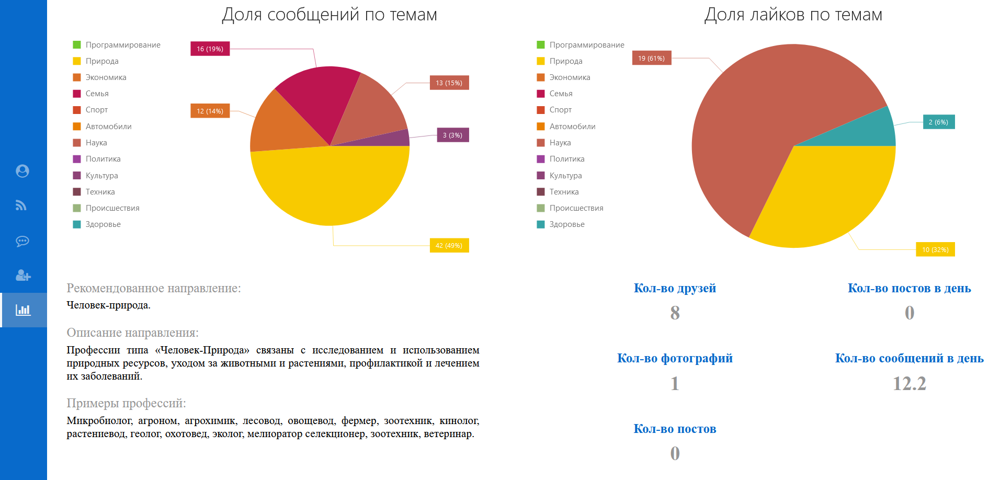 Доля сообщений по темам
Программирование
Природа
Экономика
Семья
Спорт
Автомобили
Наука
Политика
Культура
Техника
Происшествия
Здоровье
16 (19%)
13 (15%)
12 (14%)
3 (3%)
42 (49%)
Доля лайков по темам
Программирование
Природа
Экономика
Семья
Спорт
Автомобили
Наука
Политика
Культура
Техника
Происшествия
Здоровье
19 (61%)
2 (6%)
10 (32%)
Рекомендованное направление:
Человек-природа.
Описание направления:
Профессии типа «Человек-Природа» связаны с исследованием и использованием
природных ресурсов, уходом за животными и растениями, профилактикой и лечением
их заболеваний.
Примеры профессий:
Микробиолог, агроном, агрохимик, лесовод, овощевод, фермер, зоотехник, кинолог,
растениевод, геолог, охотовед, эколог, мелиоратор селекционер, зоотехник, ветеринар.
Кол-во друзей
8
Кол-во постов в день
0
Кол-во фотографий
1
Кол-во сообщений в день
12.2
Кол-во постов
0